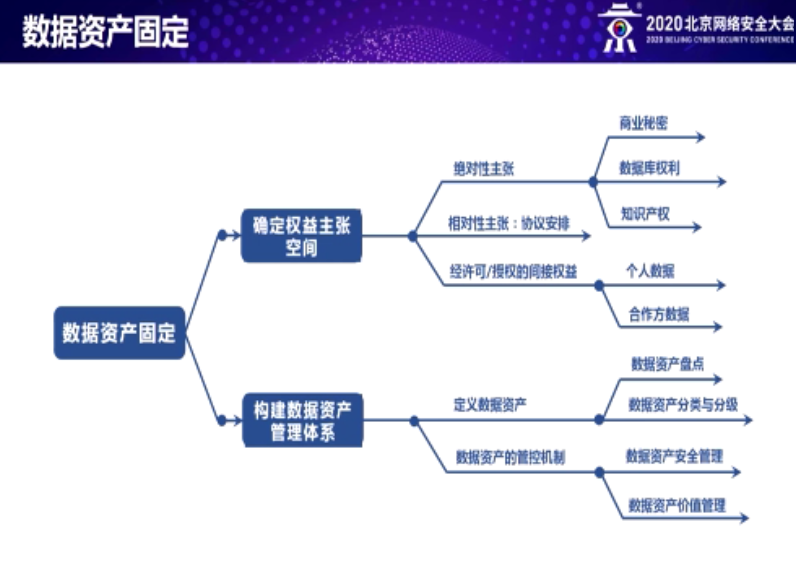 数据资产固定
2020北京网络安全大会
2020 BEIJING CYBER SECURITY CONFERENCE
商业秘密
绝对性主张
数据库权利
确定权益主张
空间
知识产权
相对性主张：协议安排
经许可/授权的间接权益
个人数据
合作方数据
数据资产固定
数据资产盘点
构建数据资产
管理体系
定义数据资产
数据资产分类与分级
数据资产的管控机制
数据资产安全管理
数据资产价值管理